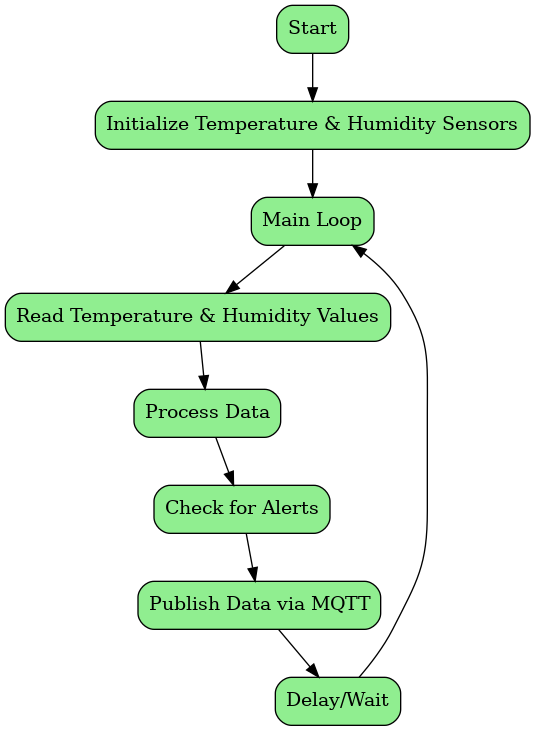 Start
Initialize Temperature & Humidity Sensors
Main Loop
Read Temperature & Humidity Values
Process Data
Check for Alerts
Publish Data via MQTT
Delay/Wait